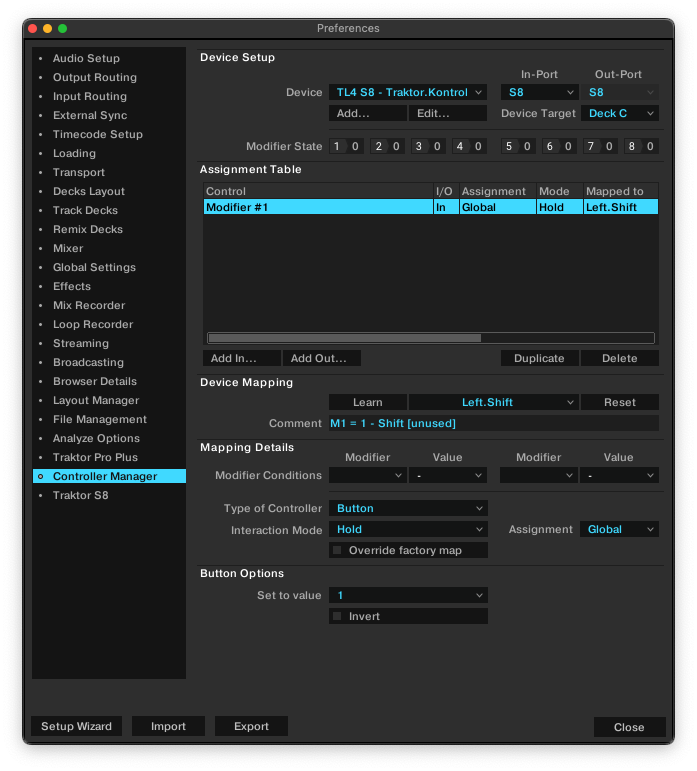 Preferences
Audio Setup
Output Routing
Input Routing
External Sync
Timecode Setup
Loading
Transport
Decks Layout
Track Decks
Remix Decks
Mixer
Global Settings
Effects
Mix Recorder
Loop Recorder
Streaming
Broadcasting
Browser Details
Layout Manager
File Management
Analyze Options
Traktor Pro Plus
Controller Manager
Traktor S8
Device Setup
In-Port Out-Port
Device TL4 S8 - Traktor.Kontrol S8 S8
Add... Edit... Device Target Deck C
Modifier State 1 0 2 0 3 0 4 0 5 0 6 0 7 0 8 0
Assignment Table
Control I/O Assignment Mode Mapped to
Modifier #1 In Global Hold Left.Shift
Add In... Add Out... Duplicate Delete
Device Mapping
Learn Left.Shift Reset
Comment M1 = 1 - Shift [unused]
Mapping Details
Modifier Value Modifier Value
Modifier Conditions - -
Type of Controller Button
Interaction Mode Hold Assignment Global
Override factory map
Button Options
Set to value 1
Invert
Setup Wizard Import Export Close